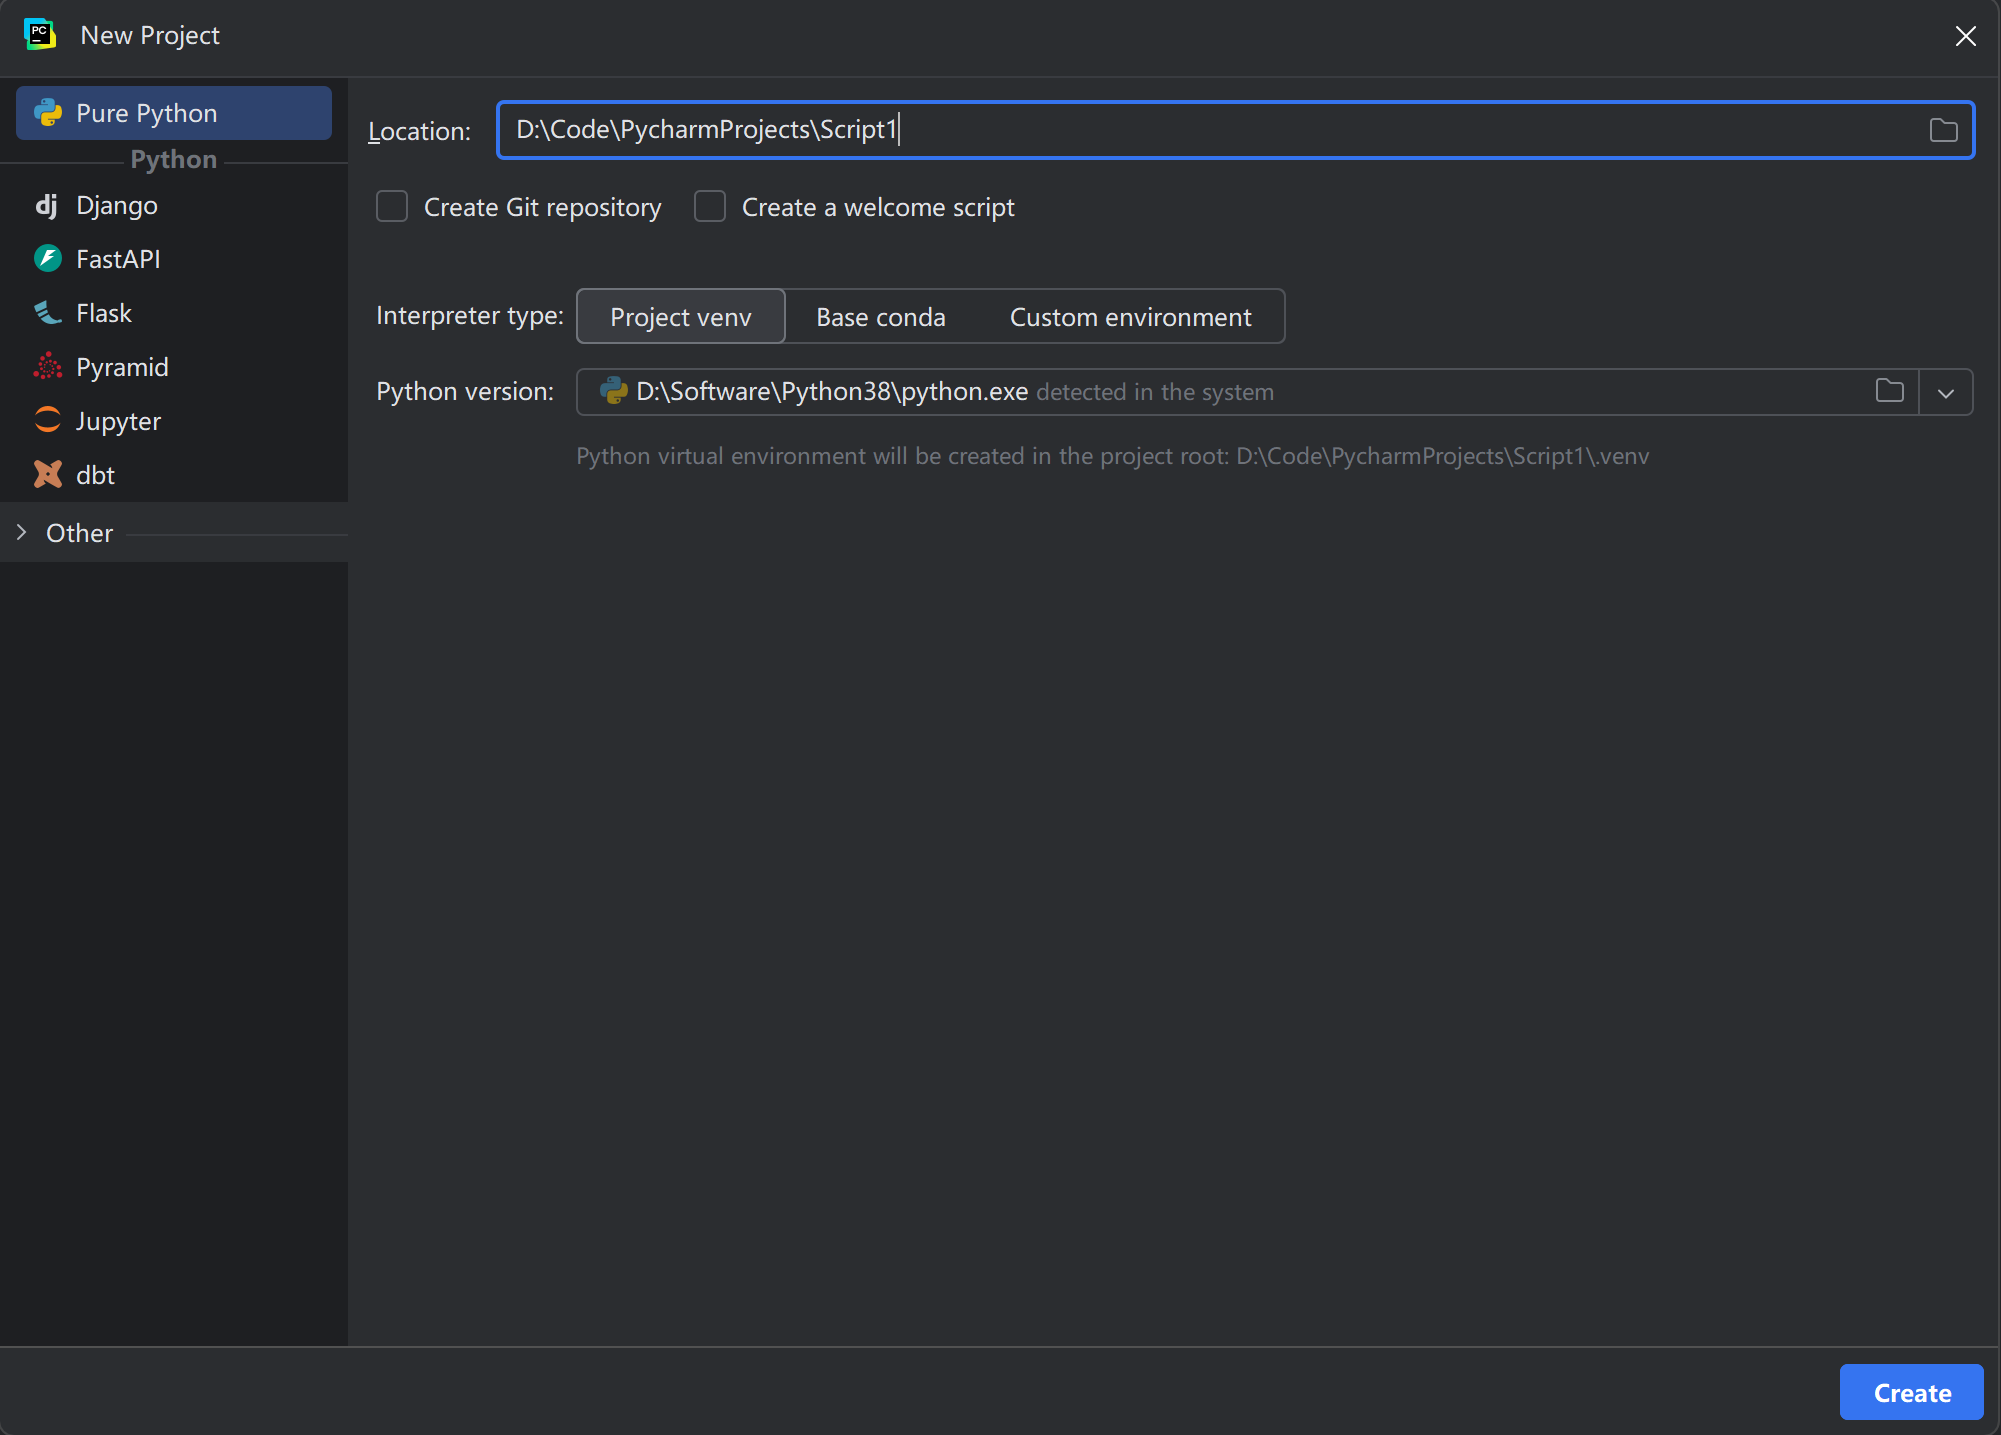 PC
New Project
Pure Python
Python
dj Django
FastAPI
Flask
Pyramid
Jupyter
dbt
Other
Location: D:\Code\PycharmProjects\Script1
Create Git repository Create a welcome script
Interpreter type: Project venv Base conda Custom environment
Python version: D:\Software\Python38\python.exe detected in the system
Python virtual environment will be created in the project root: D:\Code\PycharmProjects\Script1\.venv
Create